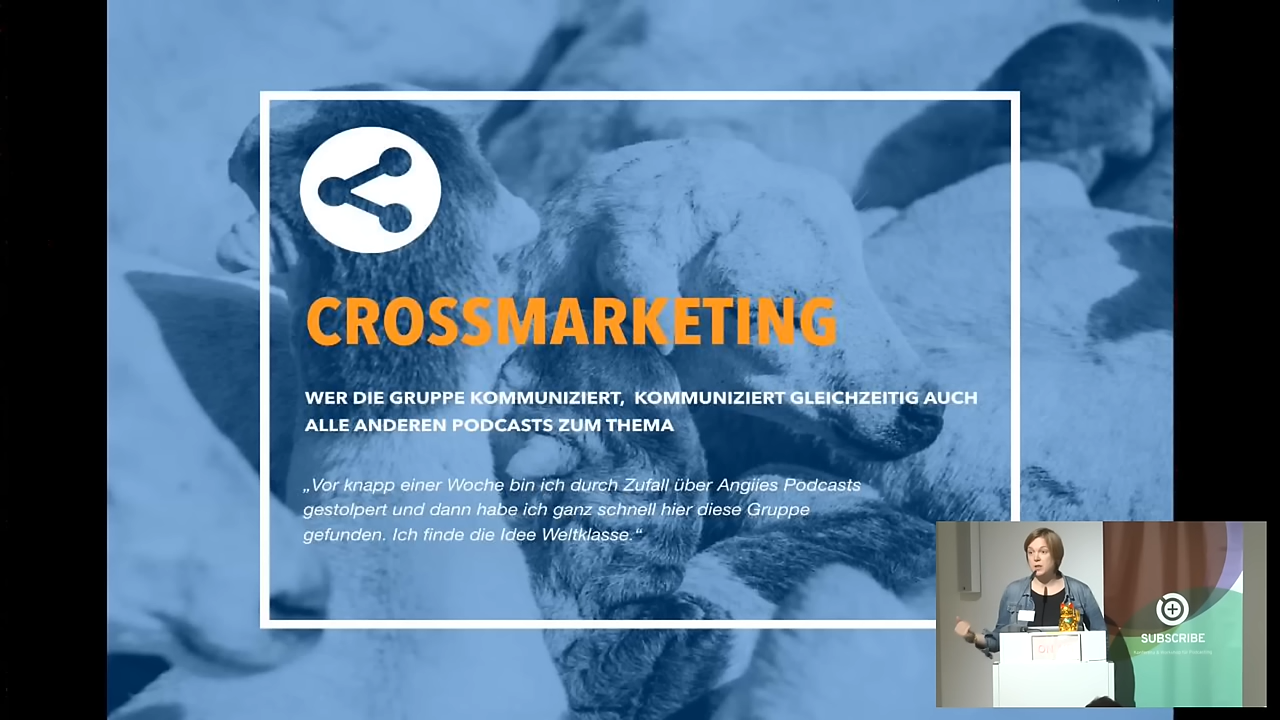 CROSSMARKETING
WER DIE GRUPPE KOMMUNIZIERT, KOMMUNIZIERT GLEICHZEITIG AUCH
ALLE ANDEREN PODCASTS ZUM THEMA
„Vor knapp einer Woche bin ich durch Zufall über Angiies Podcasts
gestolpert und dann habe ich ganz schnell hier diese Gruppe
gefunden. Ich finde die Idee Weltklasse.“
SUBSCRIBE